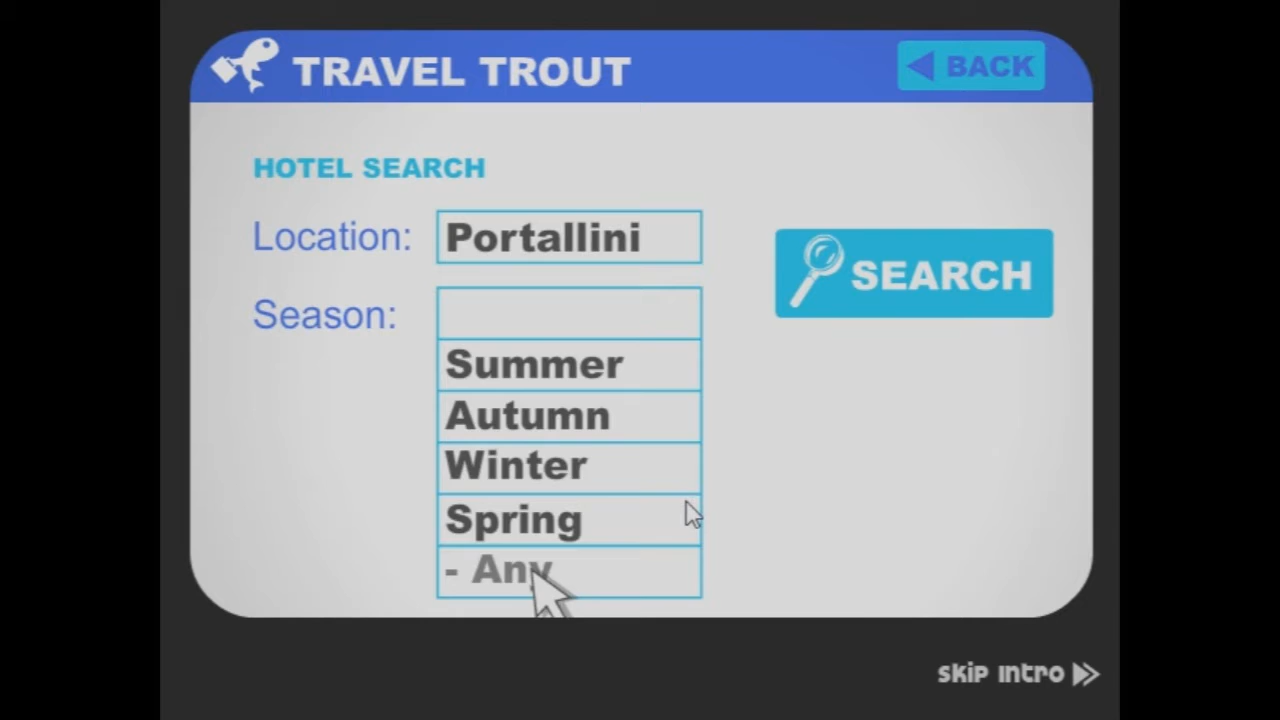 TRAVEL TROUT
BACK
HOTEL SEARCH
Location: Portallini
SEARCH
Season:
Summer
Autumn
Winter
Spring
- Any
skip intro